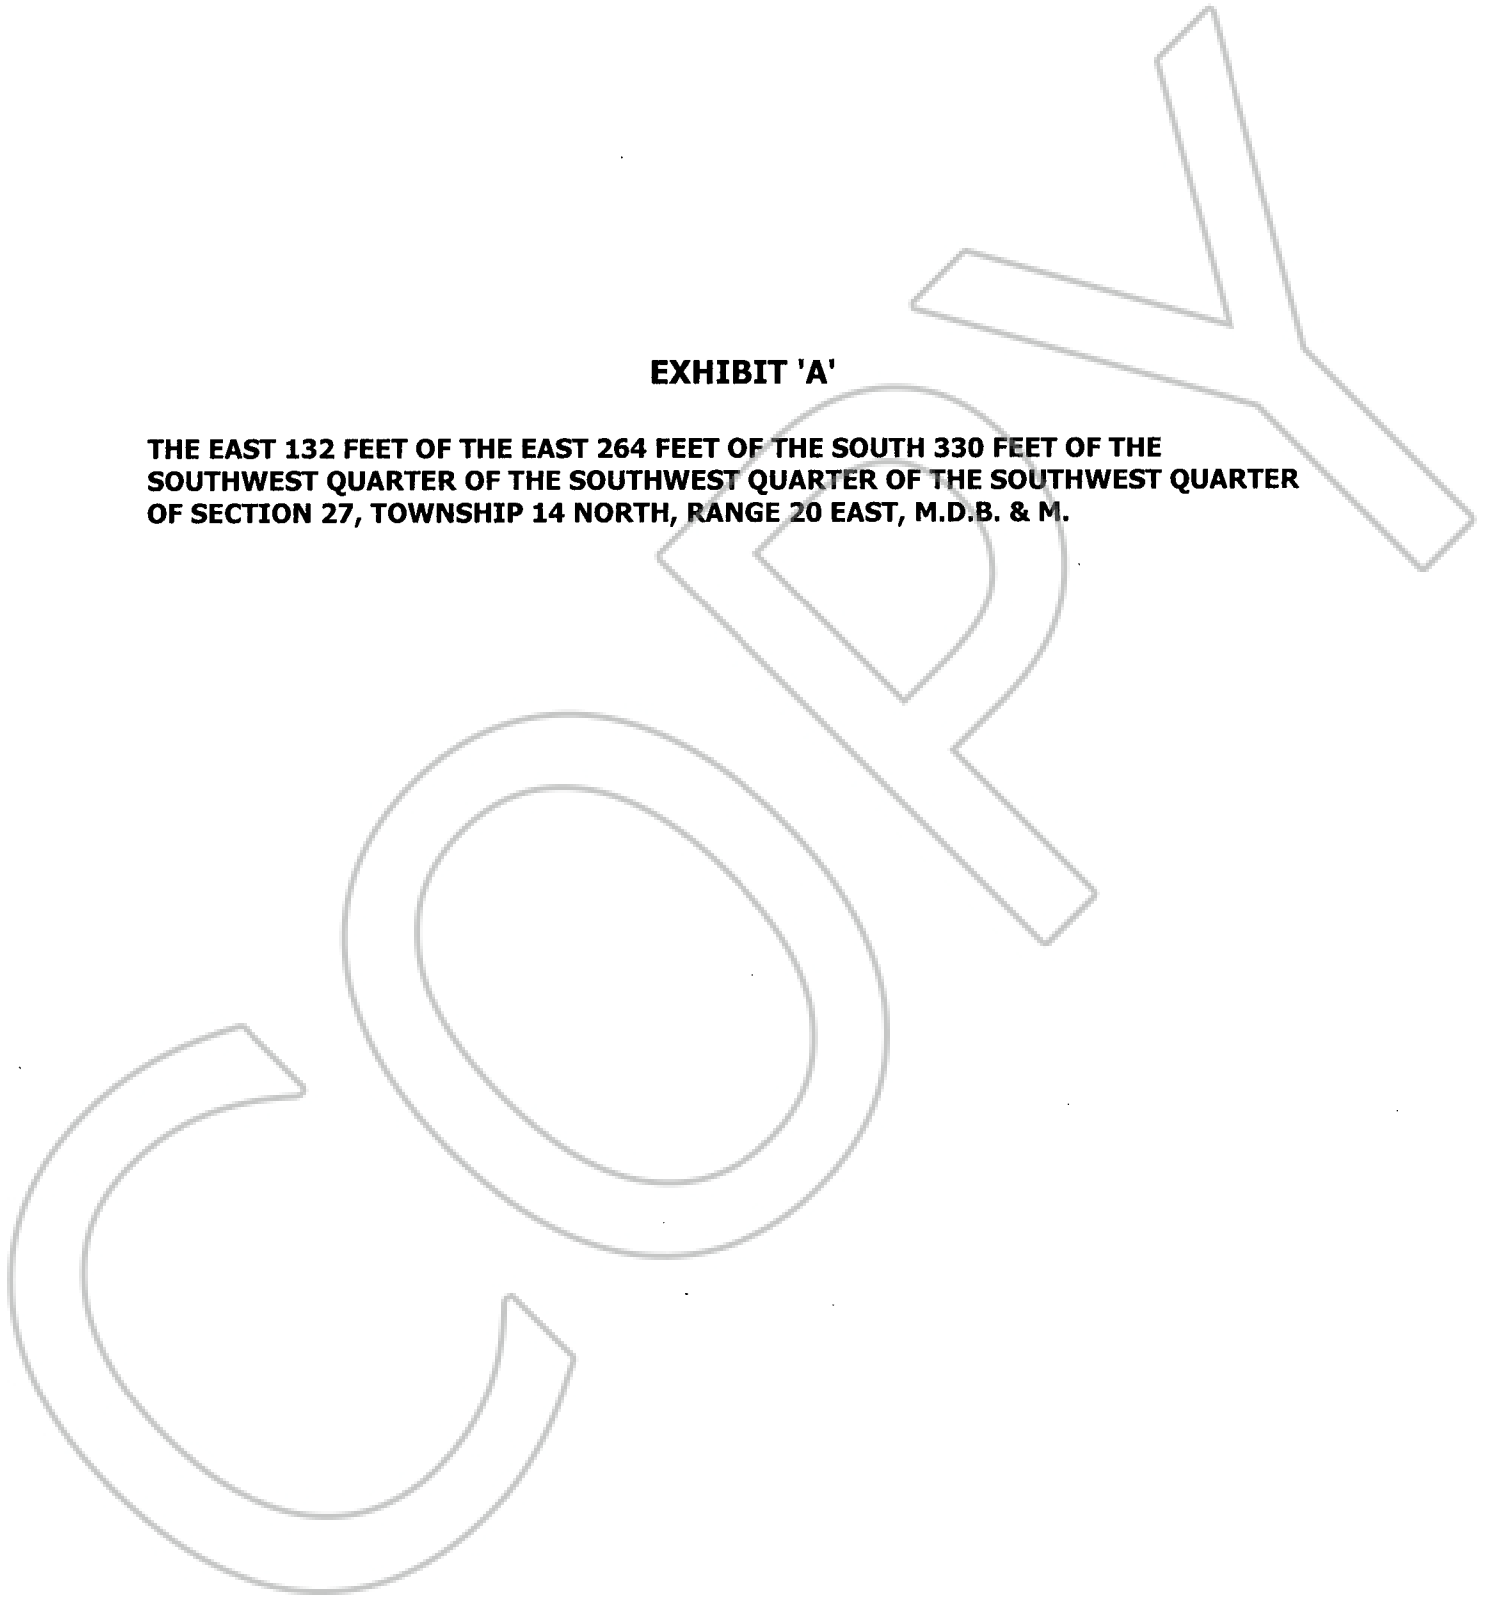 EXHIBIT 'A'
THE EAST 132 FEET OF THE EAST 264 FEET OF THE SOUTH 330 FEET OF THE
SOUTHWEST QUARTER OF THE SOUTHWEST QUARTER OF THE SOUTHWEST QUARTER
OF SECTION 27, TOWNSHIP 14 NORTH, RANGE 20 EAST, M.D.B. & M.
COPY